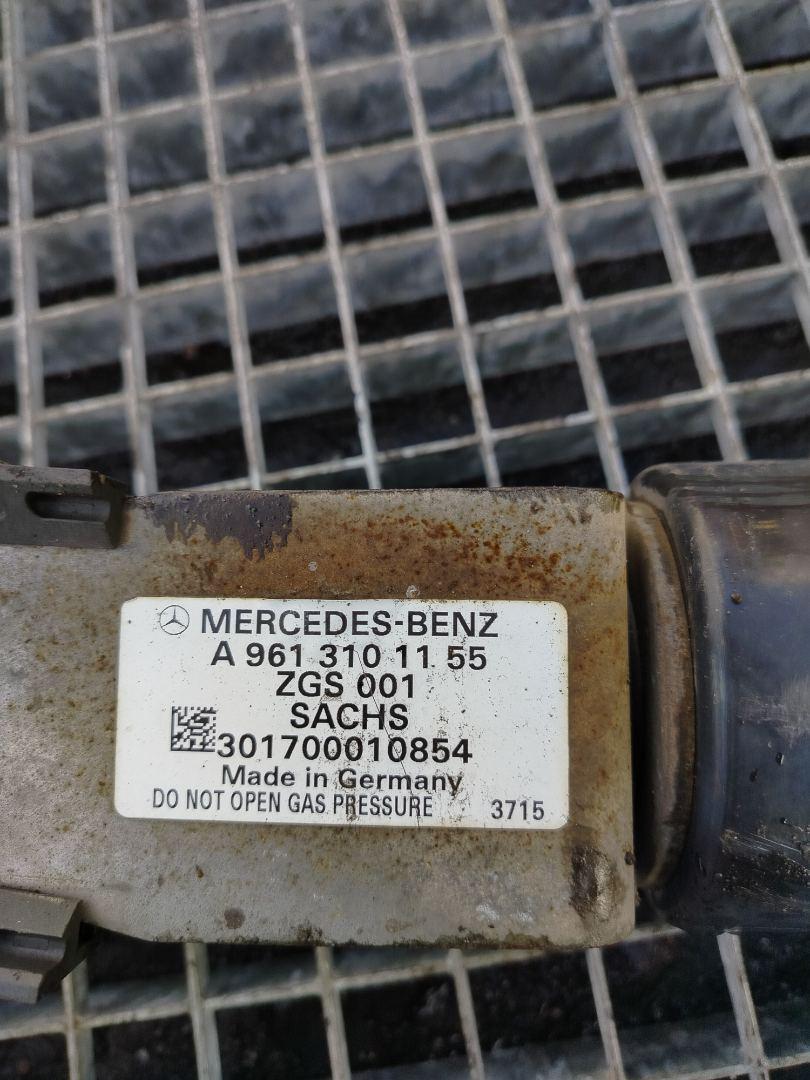 MERCEDES-BENZ
A 961 310 11 55
ZGS 001
SACHS
301700010854
Made in Germany
DO NOT OPEN GAS PRESSURE 3715